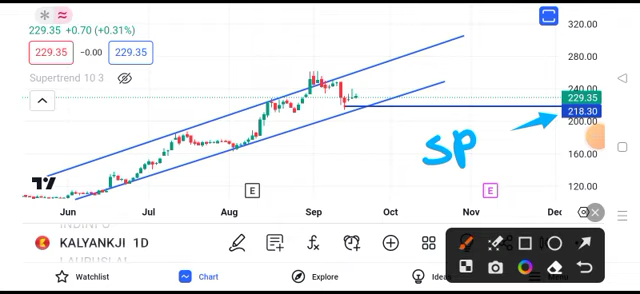 229.35 +0.70 (+0.31%)
229.35 −0.00 229.35
Supertrend 10 3
320.00
280.00
240.00
229.35
218.30
200.00
160.00
120.00
SP
E E
Jun Jul Aug Sep Oct Nov Dec
KALYANKJI 1D
Watchlist Chart Explore Ideas Menu